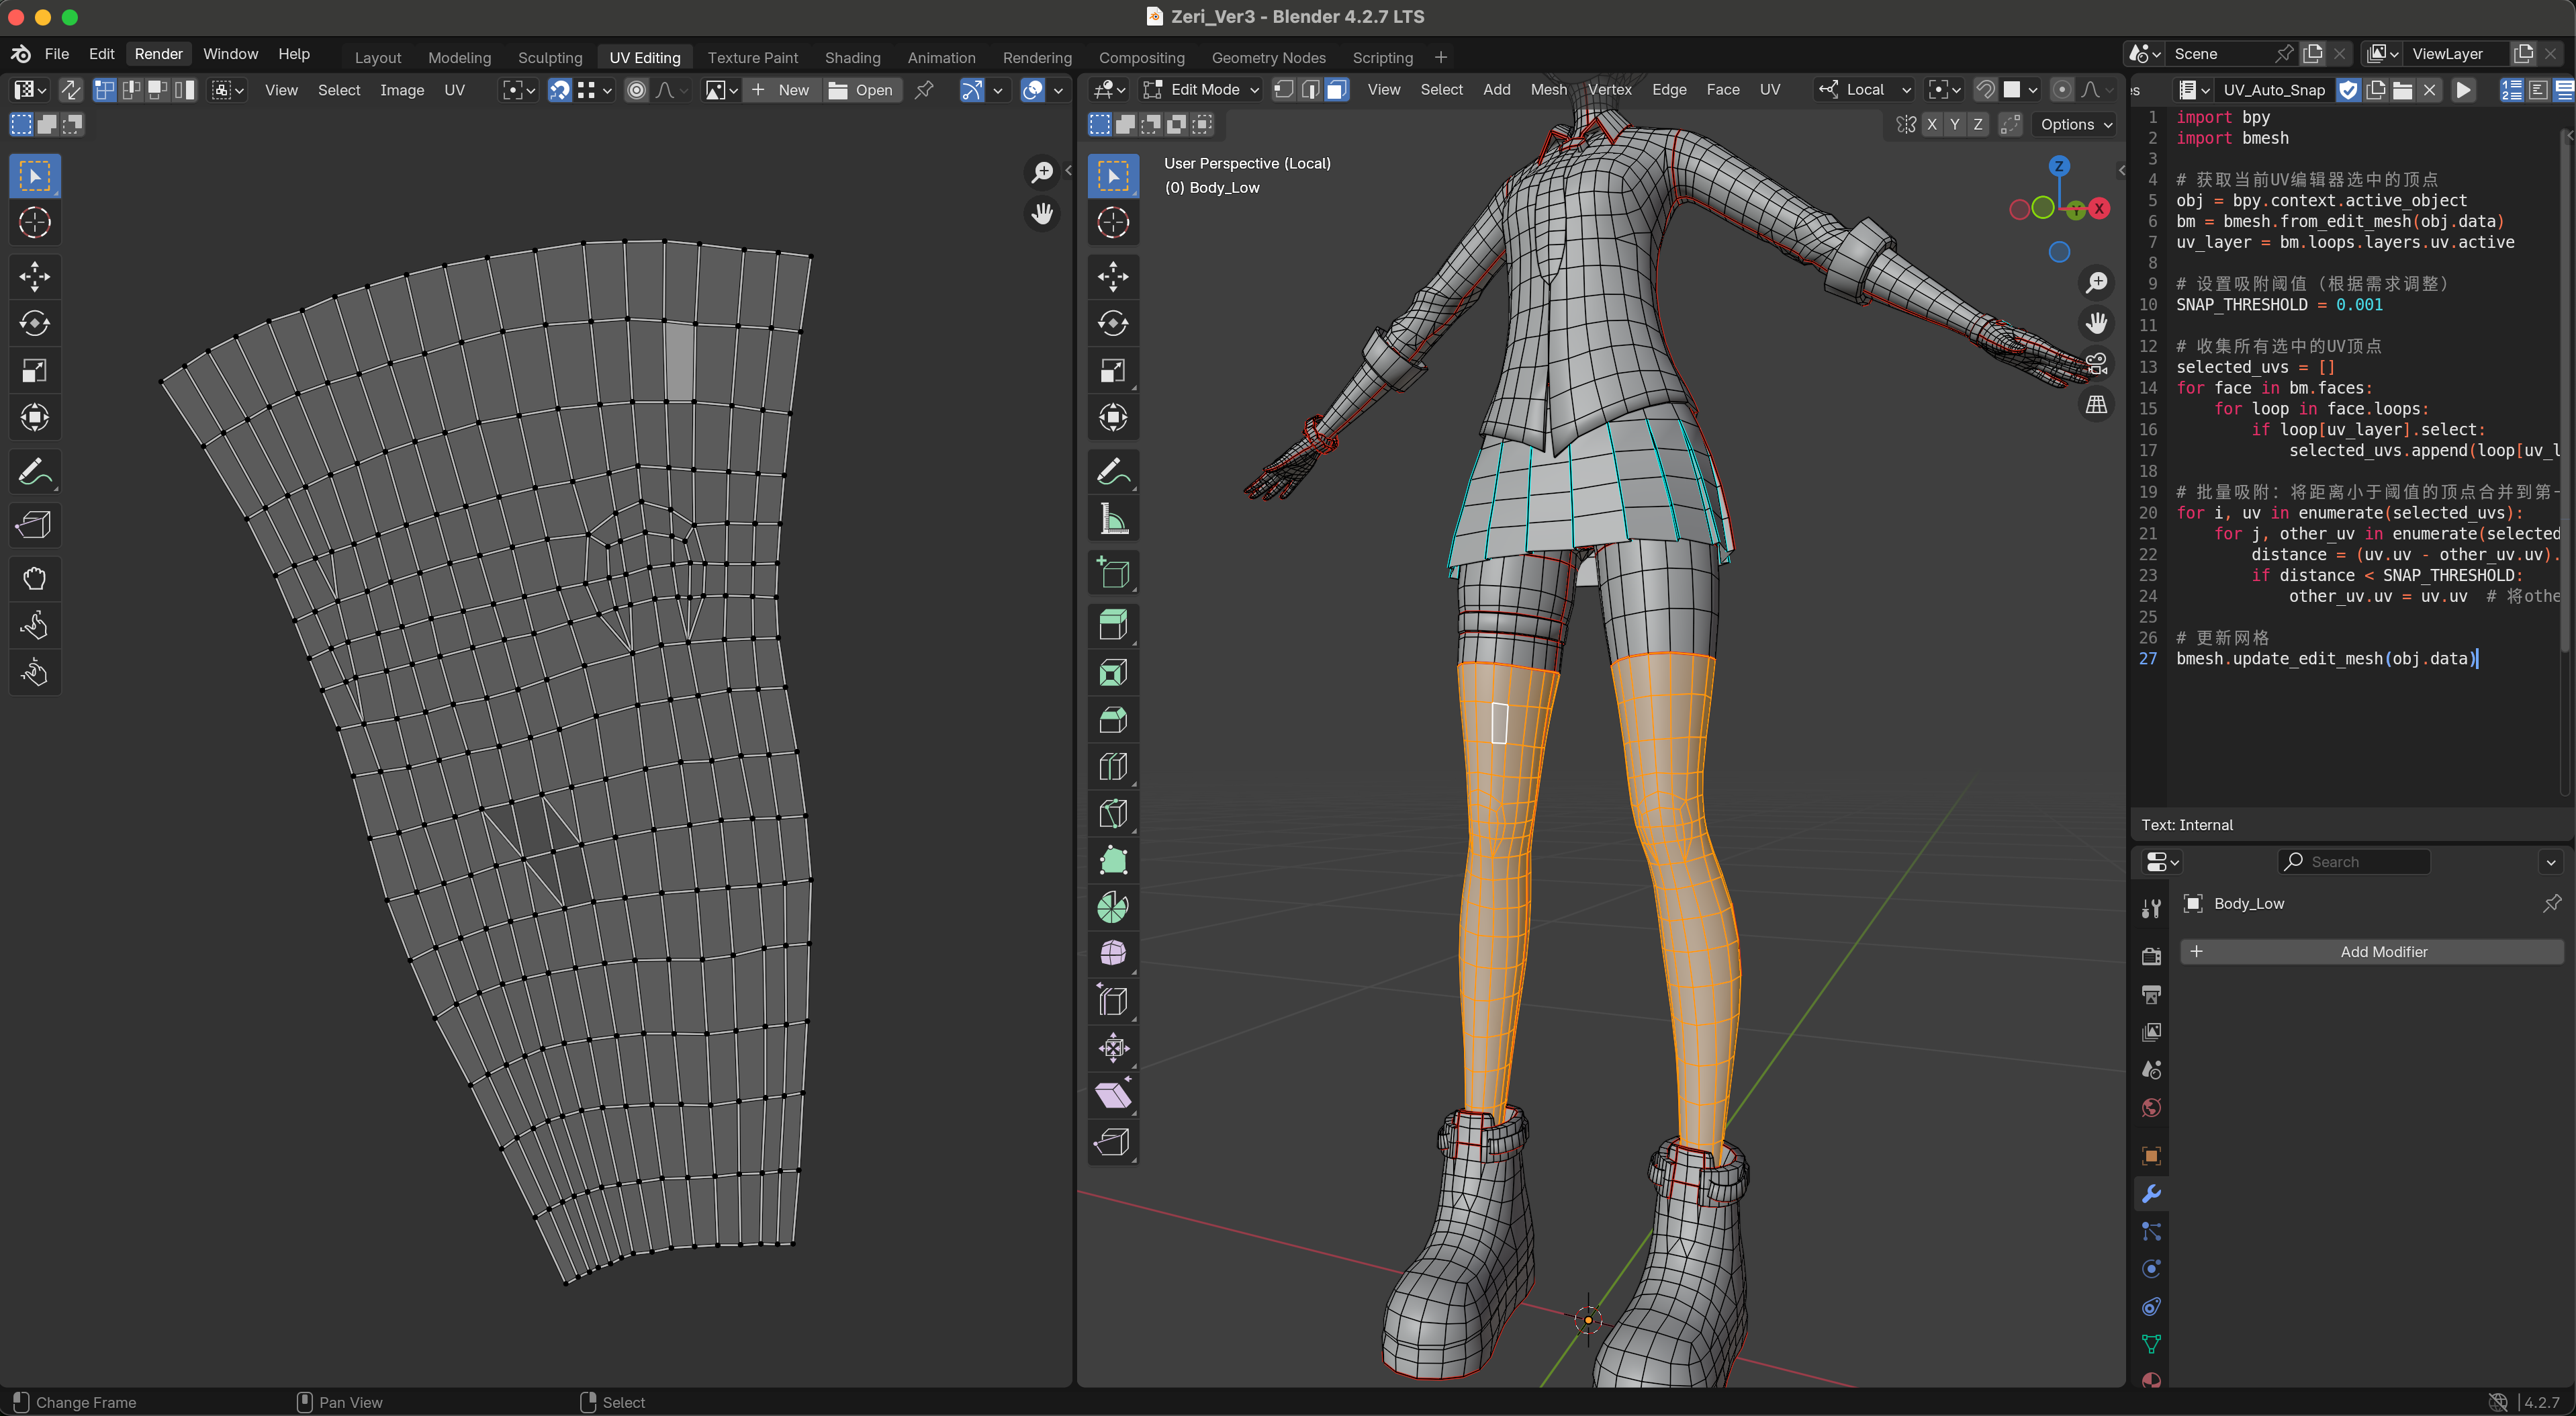 Zeri_Ver3 - Blender 4.2.7 LTS
File Edit Render Window Help
Layout Modeling Sculpting UV Editing Texture Paint Shading Animation Rendering Compositing Geometry Nodes Scripting +
Scene
ViewLayer
View Select Image UV
+ New Open
Edit Mode
View Select Add Mesh Vertex Edge Face UV
Local
es
UV_Auto_Snap
X Y Z
Options
User Perspective (Local)
(0) Body_Low
Z
Y
X
1 import bpy
2 import bmesh
3
4 # 获取当前UV编辑器选中的顶点
5 obj = bpy.context.active_object
6 bm = bmesh.from_edit_mesh(obj.data)
7 uv_layer = bm.loops.layers.uv.active
8
9 # 设置吸附阈值（根据需求调整）
10 SNAP_THRESHOLD = 0.001
11
12 # 收集所有选中的UV顶点
13 selected_uvs = []
14 for face in bm.faces:
15 for loop in face.loops:
16 if loop[uv_layer].select:
17 selected_uvs.append(loop[uv_l
18
19 # 批量吸附：将距离小于阈值的顶点合并到第一
20 for i, uv in enumerate(selected_uvs):
21 for j, other_uv in enumerate(selected
22 distance = (uv.uv - other_uv.uv).
23 if distance < SNAP_THRESHOLD:
24 other_uv.uv = uv.uv # 将othe
25
26 # 更新网格
27 bmesh.update_edit_mesh(obj.data)
Text: Internal
Search
Body_Low
+ Add Modifier
Change Frame
Pan View
Select
4.2.7